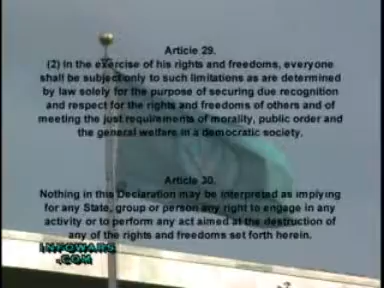 Article 29.
(2) In the exercise of his rights and freedoms, everyone
shall be subject only to such limitations as are determined
by law solely for the purpose of securing due recognition
and respect for the rights and freedoms of others and of
meeting the just requirements of morality, public order and
the general welfare in a democratic society.
Article 30.
Nothing in this Declaration may be interpreted as implying
for any State, group or person any right to engage in any
activity or to perform any act aimed at the destruction of
any of the rights and freedoms set forth herein.
INFOWARS
.COM